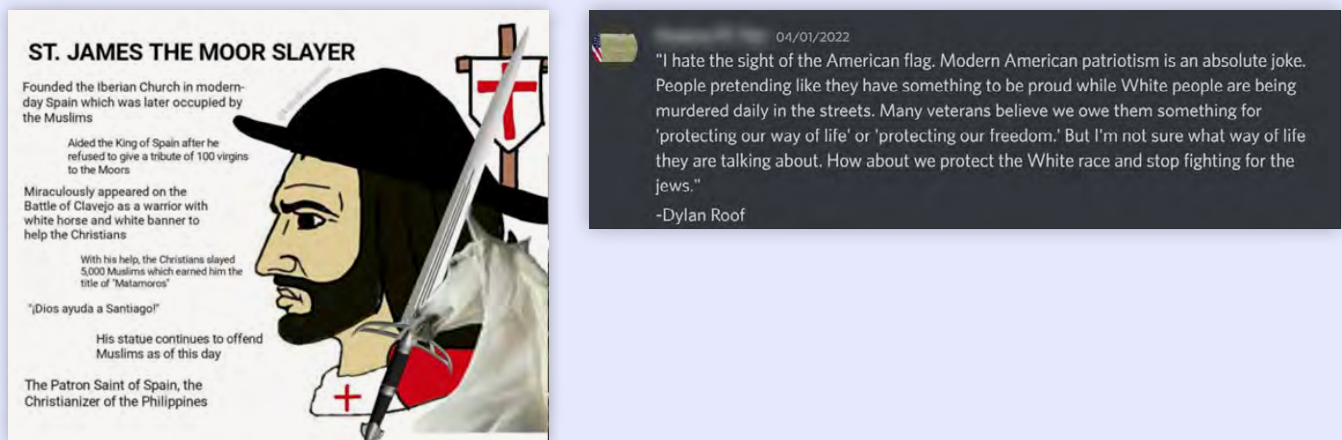 ST. JAMES THE MOOR SLAYER
Founded the Iberian Church in modern-
day Spain which was later occupied by
the Muslims
Aided the King of Spain after he
refused to give a tribute of 100 virgins
to the Moors
Miraculously appeared on the
Battle of Clavejo as a warrior with
white horse and white banner to
help the Christians
With his help, the Christians slayed
5,000 Muslims which earned him the
title of "Matamoros"
"¡Dios ayuda a Santiago!"
His statue continues to offend
Muslims as of this day
The Patron Saint of Spain, the
Christianizer of the Philippines
04/01/2022
"I hate the sight of the American flag. Modern American patriotism is an absolute joke.
People pretending like they have something to be proud while White people are being
murdered daily in the streets. Many veterans believe we owe them something for
'protecting our way of life' or 'protecting our freedom.' But I'm not sure what way of life
they are talking about. How about we protect the White race and stop fighting for the
jews."
-Dylan Roof